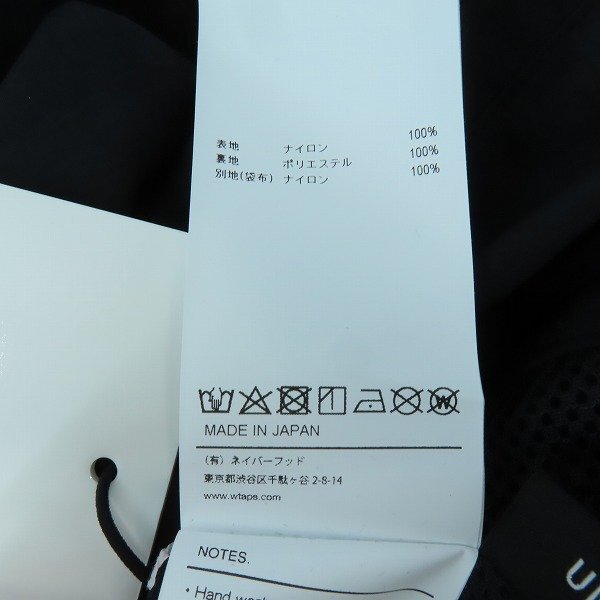 表地 ナイロン 100%
裏地 ポリエステル 100%
別地(袋布) ナイロン 100%
MADE IN JAPAN
(有) ネイバーフッド
東京都渋谷区千駄ヶ谷 2-8-14
www.wtaps.com
NOTES.
• Hand